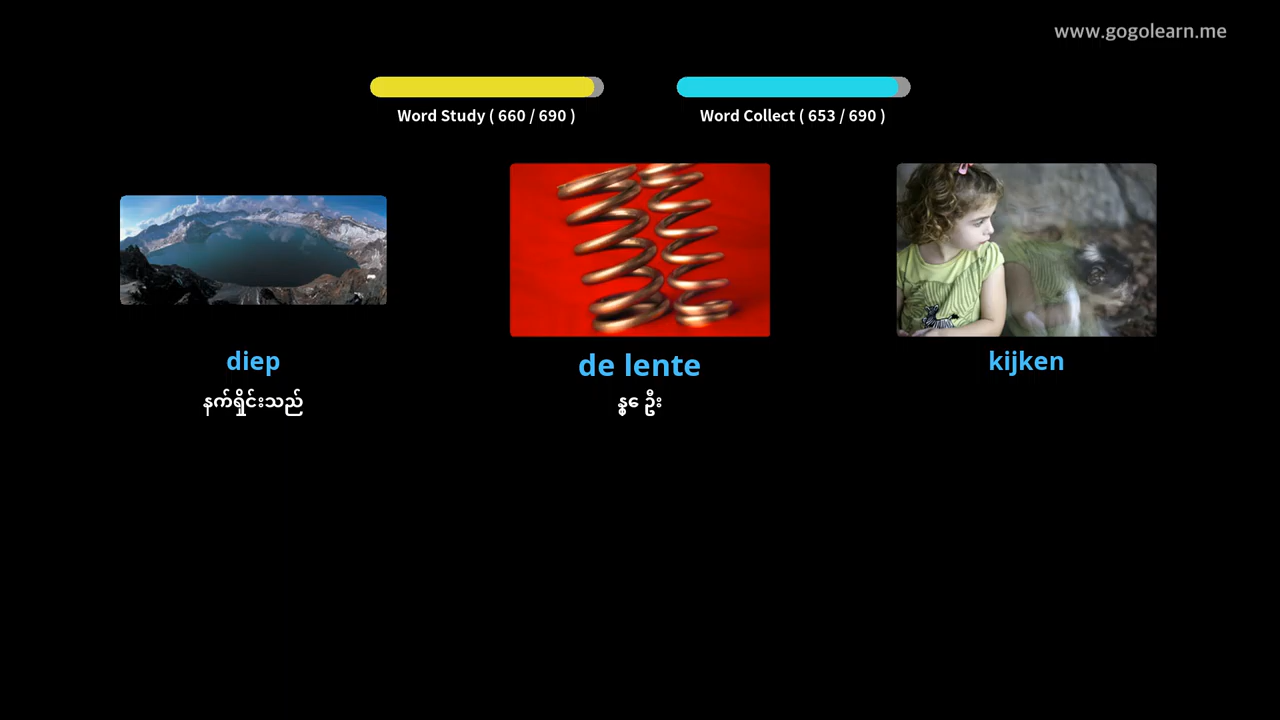 www.gogolearn.me
Word Study ( 660 / 690 )
Word Collect ( 653 / 690 )
diep
de lente
kijken
နက်ရှိုင်းသည်
နွေ ဦး